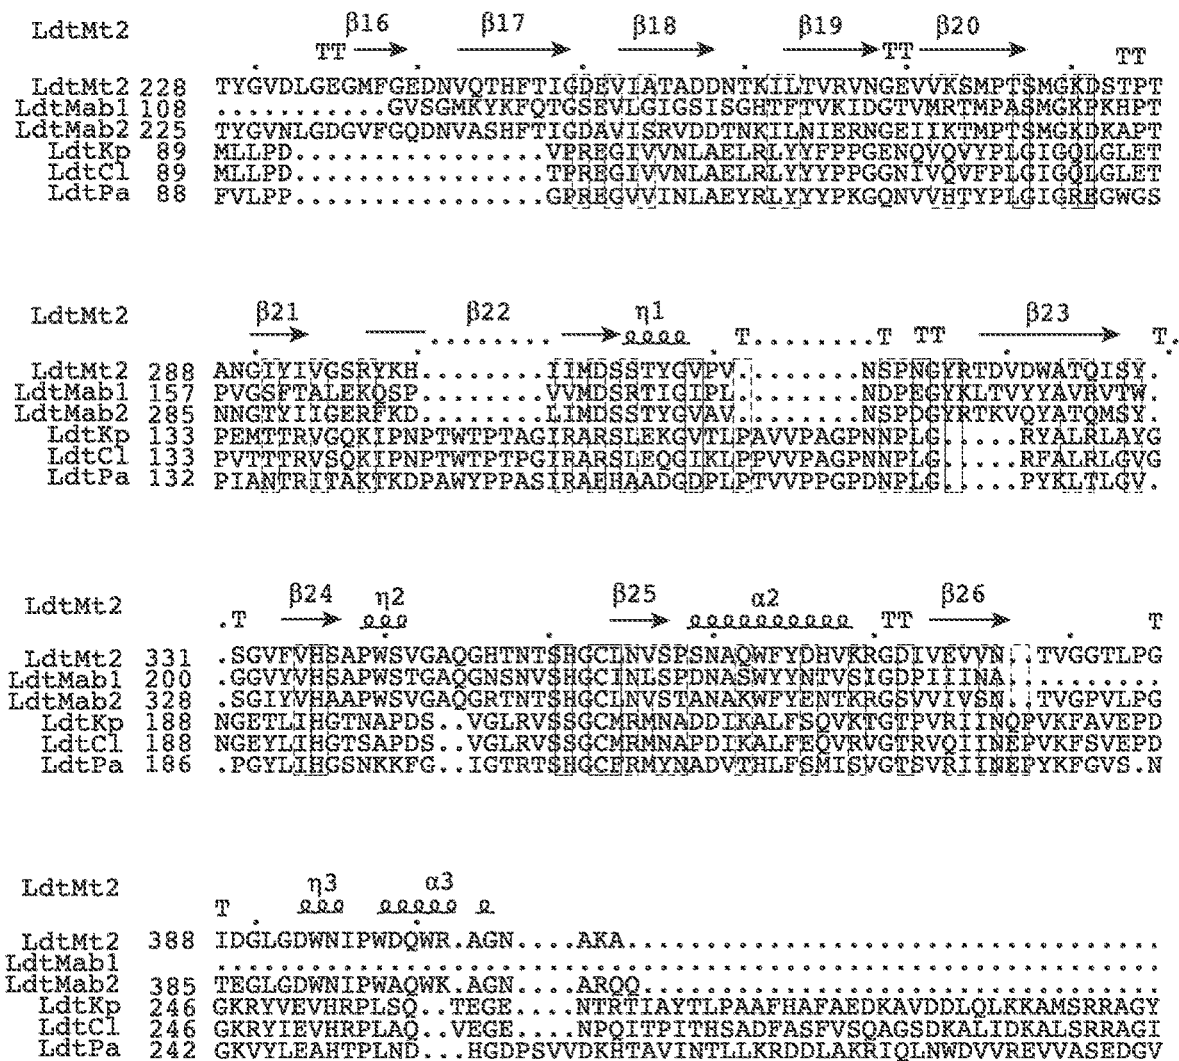 LdtMt2 β16 β17 β18 β19 β20
TT TT TT
LdtMt2 228 TYGVDLGEGMFGEDNVQTHFTIGDEVIATADDNTKILTVRVNGEVVKSMPTSMGKDSTPT
LdtMab1 108 ...........GVSGMKYKFQTGSEVLGIGSISGHTFTVKIDGTVMRTMPASMGKPKHPT
LdtMab2 225 TYGVNLGDGVFGQDNVASHFTIGDAVISRVDDTNKILNIERNGEIIKTMPTSMGKDKAPT
LdtKp 89 MLLPD................VPREGIVVNLAELRLYYFPPGENQVQVYPLGIGQLGLET
LdtCl 89 MLLPD................TPREGIVVNLAELRLYYYPPGGNIVQVFPLGIGQLGLET
LdtPa 88 FVLPP................GPREGVVINLAEYRLYYYPKGQNVVHTYPLGIGREGWGS
LdtMt2 β21 β22 η1 β23
........ T........T TT T.
LdtMt2 288 ANGIYIVGSRYKH........IIMDSSTYGVPV........NSPNGYRTDVDWATQISY.
LdtMab1 157 PVGSFTALEKQSP........VVMDSRTIGIPL........NDPEGYKLTVYYAVRVTW.
LdtMab2 285 NNGTYIIGERFKD........LIMDSSTYGVAV........NSPDGYRTKVQYATQMSY.
LdtKp 133 PEMTTRVGQKIPNPTWTPTAGIRARSLEKGVTLPAVVPAGPNNPLG.....RYALRLAYG
LdtCl 133 PVTTTRVSQKIPNPTWTPTPGIRARSLEQGIKLPPVVPAGPNNPLG.....RFALRLGVG
LdtPa 132 PIANTRITAKTKDPAWYPPASIRAEHAADGDPLPTVVPPGPDNPLG.....PYKLTLGV.
LdtMt2 β24 η2 β25 α2 β26
.T TT T
LdtMt2 331 .SGVFVHSAPWSVGAQGHTNTSHGCLNVSPSNAQWFYDHVKRGDIVEVVN..TVGGTLPG
LdtMab1 200 .GGVYVHSAPWSTGAQGNSNVSHGCINLSPDNASWYYNTVSIGDPIIINA..........
LdtMab2 328 .SGIYVHAAPWSVGAQGRTNTSHGCLNVSTANAKWFYENTKRGSVVIVSN..TVGPVLPG
LdtKp 188 NGETLIHGTNAPDS..VGLRVSSGCMRMNADDIKALFSQVKTGTPVRIINQPVKFAVEPD
LdtCl 188 NGEYLIHGTSAPDS..VGLRVSSGCMRMNAPDIKALFEQVRVGTRVQIINEPVKFSVEPD
LdtPa 186 .PGYLIHGSNKKFG..IGTRTSHGCFRMYNADVTHLFSMISVGTSVRIINEPYKFGVS.N
LdtMt2 η3 α3
T
LdtMt2 388 IDGLGDWNIPWDQWR.AGN....AKA..................................
LdtMab1 ............................................................
LdtMab2 385 TEGLGDWNIPWAQWK.AGN....ARQQ.................................
LdtKp 246 GKRYVEVHRPLSQ..TEGE....NTRTIAYTLPAAFHAFAEDKAVDDLQLKKAMSRRAGY
LdtCl 246 GKRYIEVHRPLAQ..VEGE....NPQITPITHSADFASFVSQAGSDKALIDKALSRRAGI
LdtPa 242 GKVYLEAHTPLND...HGDPSVVDKHTAVINTLLKRDDLAKRIQLNWDVVREVVASEDGV